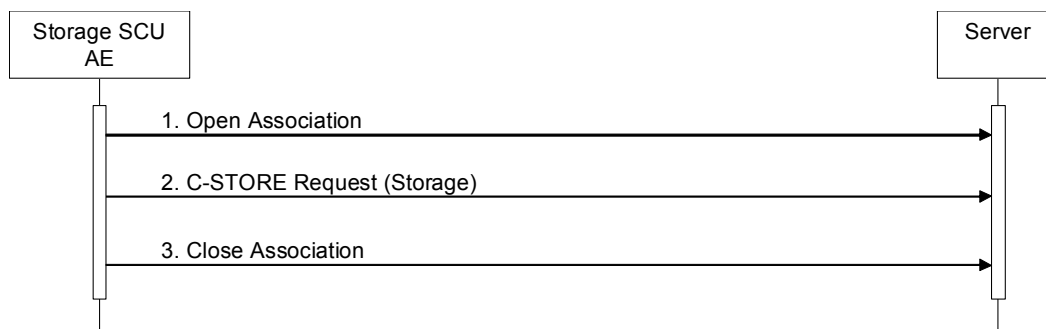 Storage SCU
AE
Server
1. Open Association
2. C-STORE Request (Storage)
3. Close Association